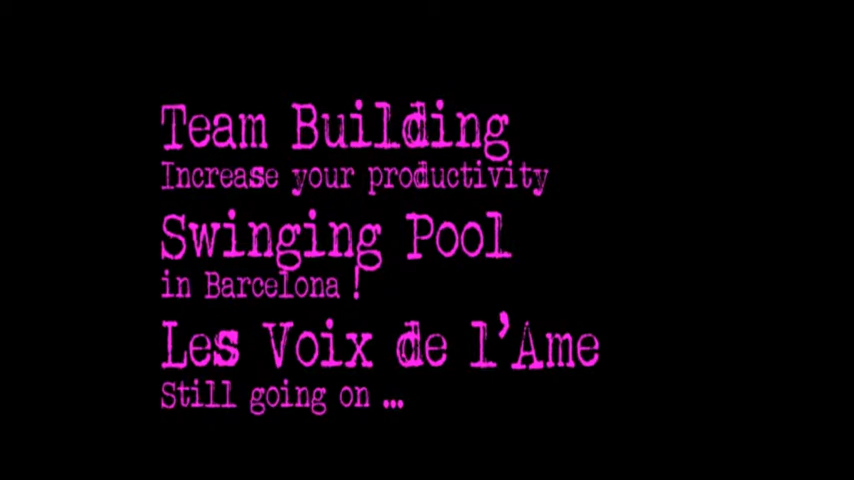 Team Building
Increase your productivity
Swinging Pool
in Barcelona !
Les Voix de l'Ame
Still going on ...